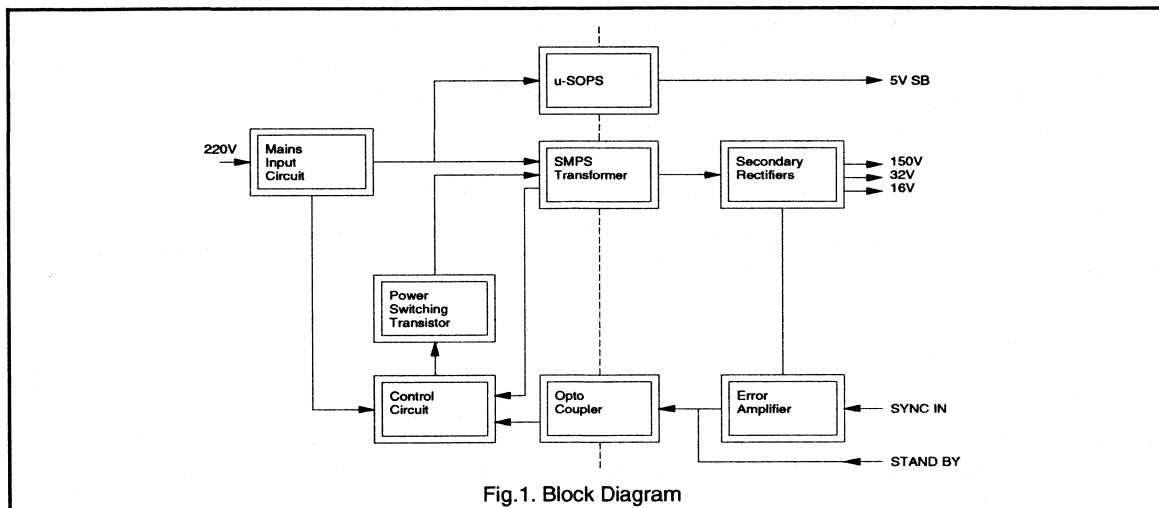 u-SOPS
5V SB
220V
Mains
Input
Circuit
SMPS
Transformer
Secondary
Rectifiers
150V
32V
16V
Power
Switching
Transistor
Control
Circuit
Opto
Coupler
Error
Amplifier
SYNC IN
STAND BY
Fig.1. Block Diagram